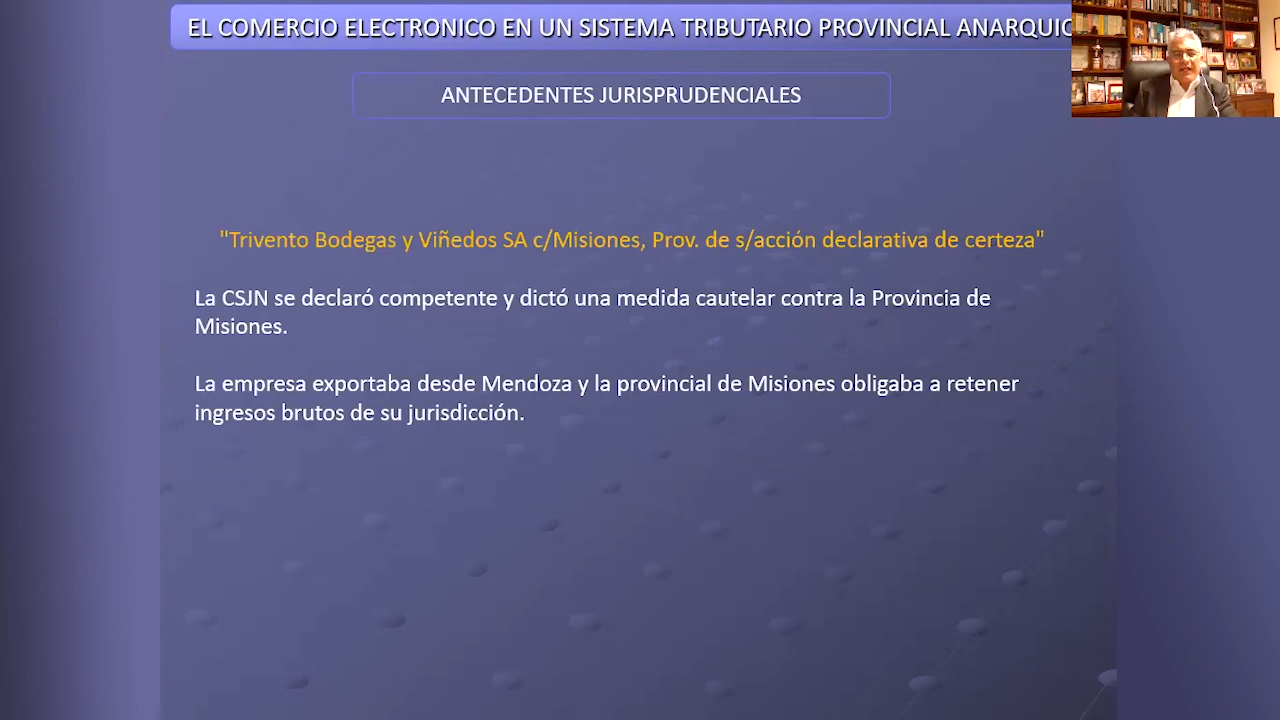 EL COMERCIO ELECTRONICO EN UN SISTEMA TRIBUTARIO PROVINCIAL ANARQUIC
ANTECEDENTES JURISPRUDENCIALES
"Trivento Bodegas y Viñedos SA c/Misiones, Prov. de s/acción declarativa de certeza"
La CSJN se declaró competente y dictó una medida cautelar contra la Provincia de
Misiones.
La empresa exportaba desde Mendoza y la provincial de Misiones obligaba a retener
ingresos brutos de su jurisdicción.